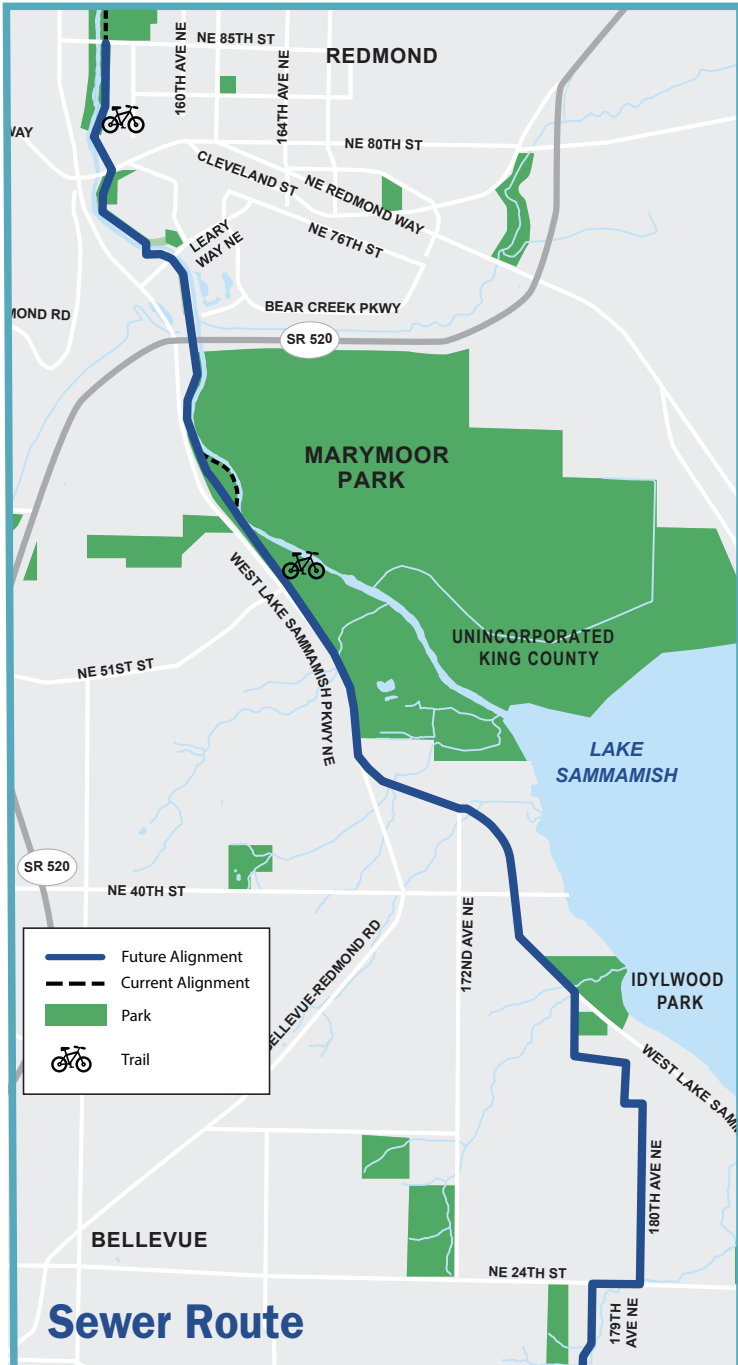 NE 85TH ST
REDMOND
160TH AVE NE
164TH AVE NE
WAY
NE 80TH ST
CLEVELAND ST
NE REDMOND WAY
LEARY
WAY NE
NE 76TH ST
MOND RD
BEAR CREEK PKWY
SR 520
MARYMOOR
PARK
WEST LAKE SAMMAMISH PKWY NE
UNINCORPORATED
KING COUNTY
NE 51ST ST
LAKE
SAMMAMISH
SR 520
NE 40TH ST
172ND AVE NE
Future Alignment
Current Alignment
Park
Trail
BELLEVUE-REDMOND RD
IDYLWOOD
PARK
WEST LAKE SAMM
180TH AVE NE
BELLEVUE
NE 24TH ST
179TH
AVE NE
Sewer Route